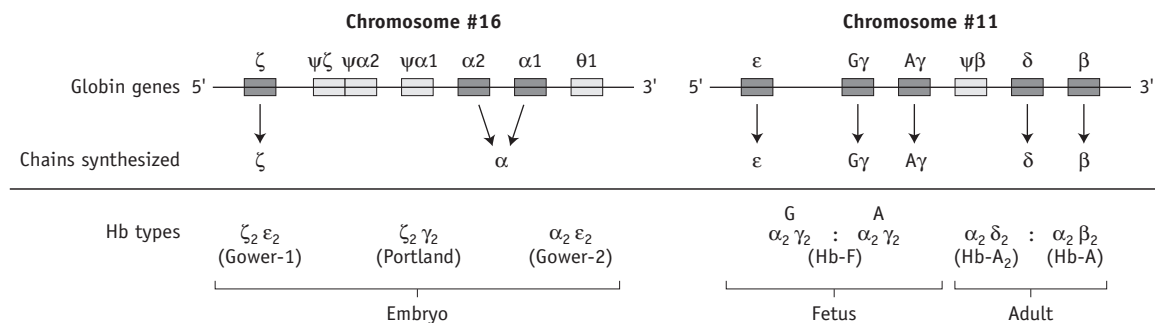 Chromosome #16 Chromosome #11
ζ ψζ ψα2 ψα1 α2 α1 θ1 ε Gγ Aγ ψβ δ β
Globin genes 5' 3' 5' 3'
Chains synthesized ζ α ε Gγ Aγ δ β
G A
Hb types ζ₂ ε₂ ζ₂ γ₂ α₂ ε₂ α₂ γ₂ : α₂ γ₂ α₂ δ₂ : α₂ β₂
(Gower-1) (Portland) (Gower-2) (Hb-F) (Hb-A₂) (Hb-A)
Embryo Fetus Adult